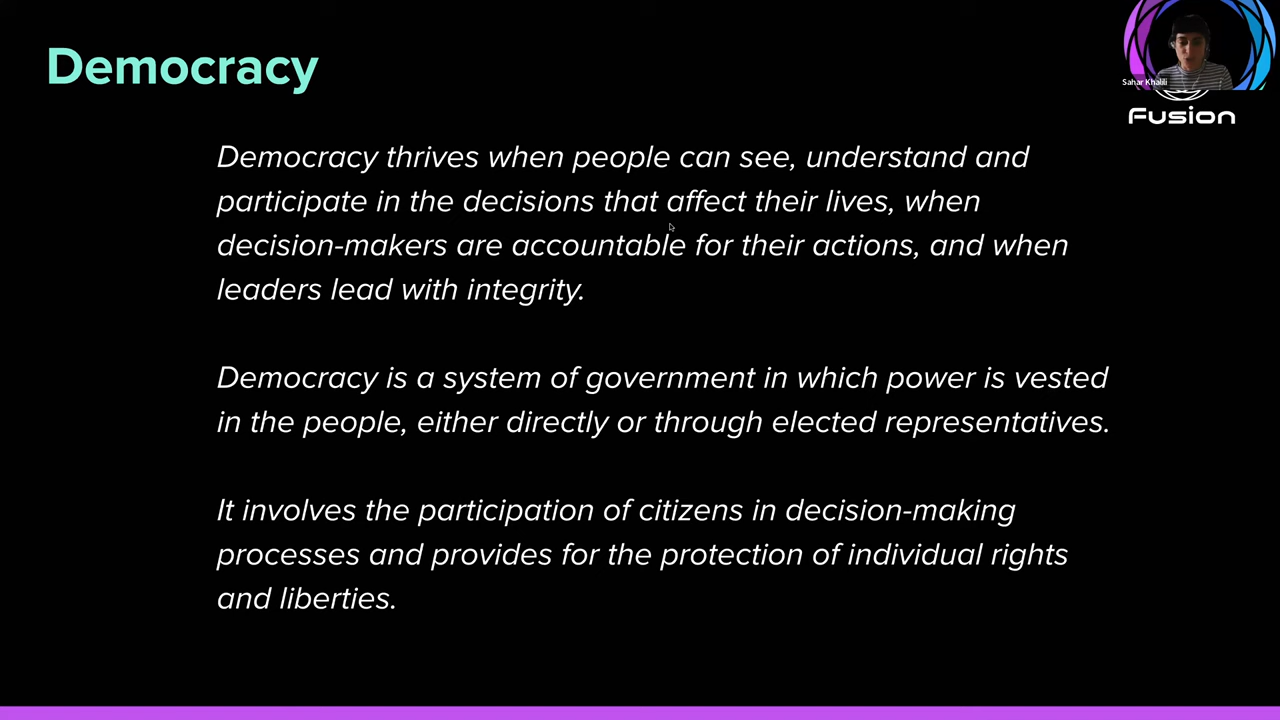 Democracy
Sahar Khalili
Fusion
Democracy thrives when people can see, understand and
participate in the decisions that affect their lives, when
decision-makers are accountable for their actions, and when
leaders lead with integrity.
Democracy is a system of government in which power is vested
in the people, either directly or through elected representatives.
It involves the participation of citizens in decision-making
processes and provides for the protection of individual rights
and liberties.